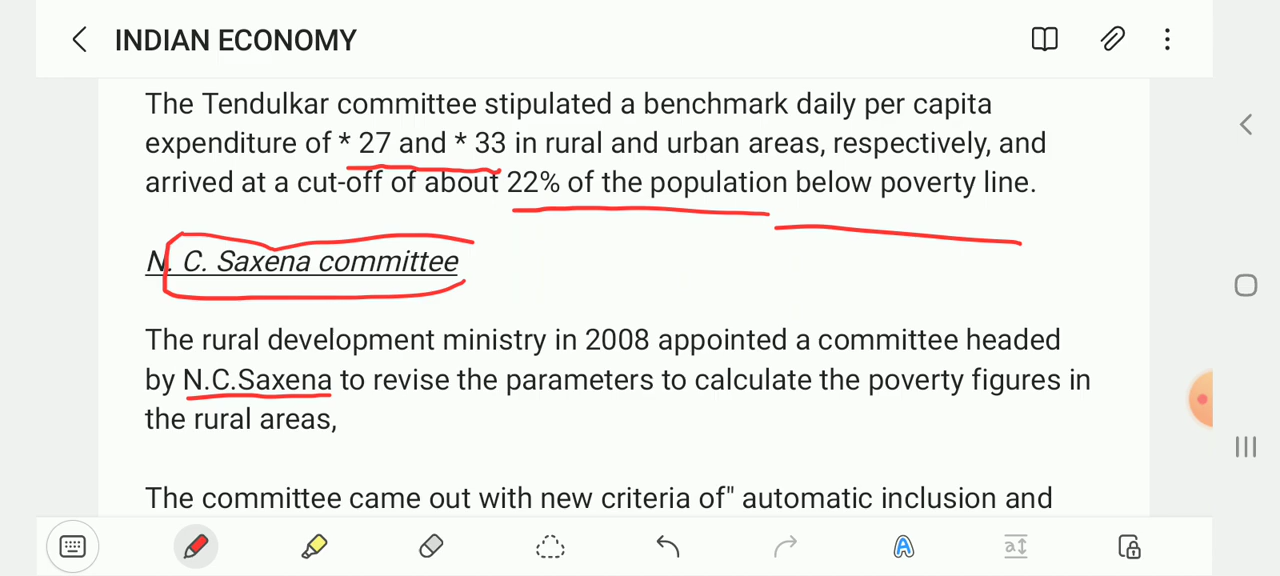 INDIAN ECONOMY
The Tendulkar committee stipulated a benchmark daily per capita
expenditure of * 27 and * 33 in rural and urban areas, respectively, and
arrived at a cut-off of about 22% of the population below poverty line.
N. C. Saxena committee
The rural development ministry in 2008 appointed a committee headed
by N.C.Saxena to revise the parameters to calculate the poverty figures in
the rural areas,
The committee came out with new criteria of" automatic inclusion and